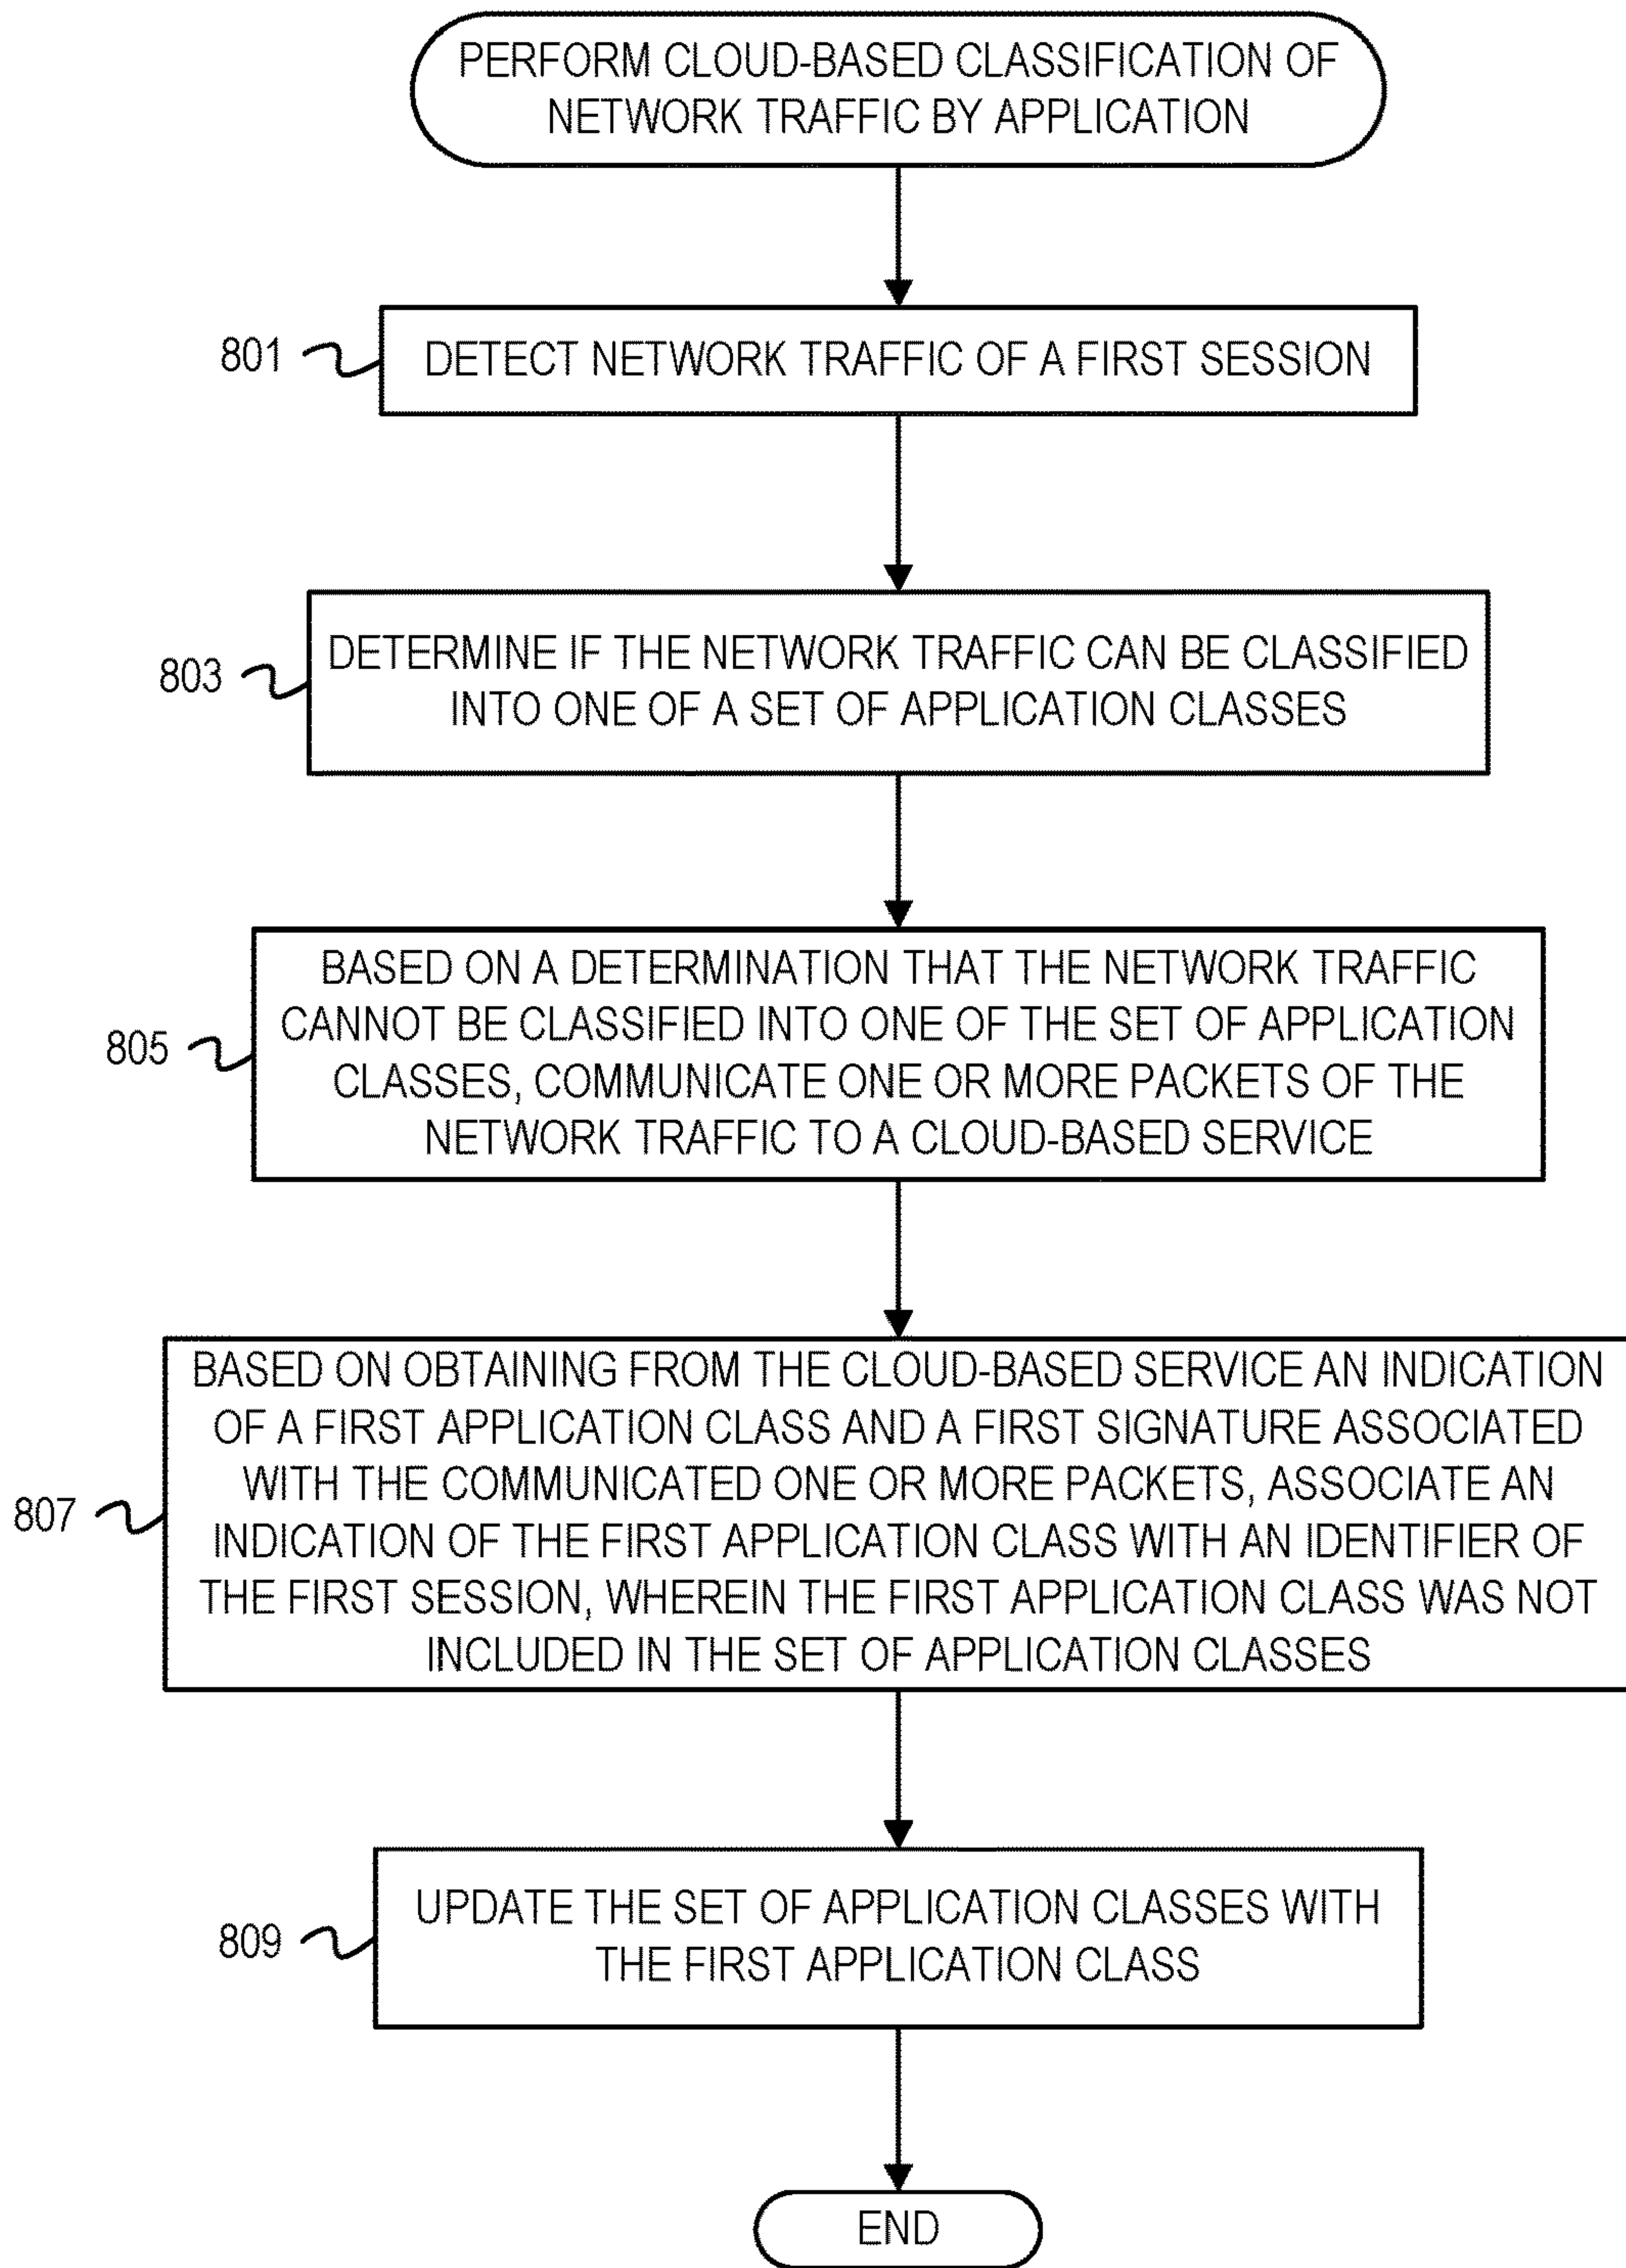 PERFORM CLOUD-BASED CLASSIFICATION OF
NETWORK TRAFFIC BY APPLICATION
801
DETECT NETWORK TRAFFIC OF A FIRST SESSION
803
DETERMINE IF THE NETWORK TRAFFIC CAN BE CLASSIFIED
INTO ONE OF A SET OF APPLICATION CLASSES
805
BASED ON A DETERMINATION THAT THE NETWORK TRAFFIC
CANNOT BE CLASSIFIED INTO ONE OF THE SET OF APPLICATION
CLASSES, COMMUNICATE ONE OR MORE PACKETS OF THE
NETWORK TRAFFIC TO A CLOUD-BASED SERVICE
807
BASED ON OBTAINING FROM THE CLOUD-BASED SERVICE AN INDICATION
OF A FIRST APPLICATION CLASS AND A FIRST SIGNATURE ASSOCIATED
WITH THE COMMUNICATED ONE OR MORE PACKETS, ASSOCIATE AN
INDICATION OF THE FIRST APPLICATION CLASS WITH AN IDENTIFIER OF
THE FIRST SESSION, WHEREIN THE FIRST APPLICATION CLASS WAS NOT
INCLUDED IN THE SET OF APPLICATION CLASSES
809
UPDATE THE SET OF APPLICATION CLASSES WITH
THE FIRST APPLICATION CLASS
END